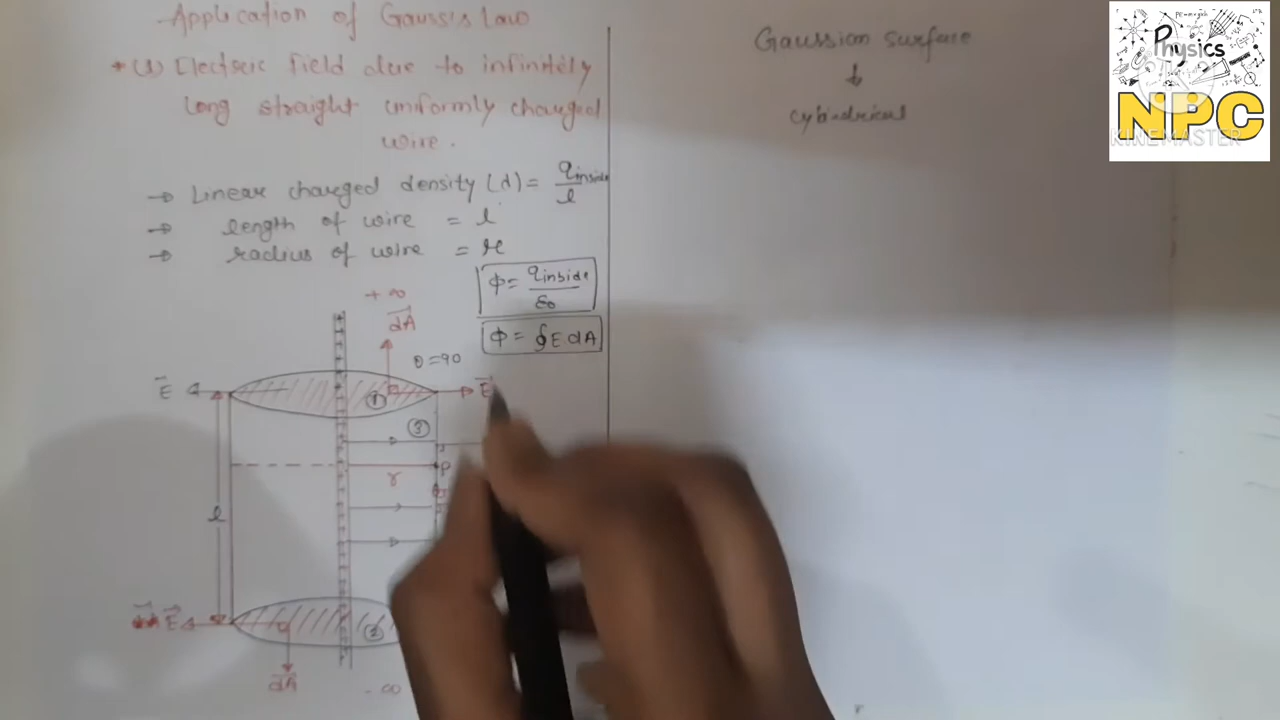 Application of Gauss's law
* (1) Electric field due to infinitely
long straight uniformly charged
wire.
→ Linear charged density (d) = qinside / l
→ length of wire = l
→ radius of wire = r
Φ = qinside / ε₀
Φ = ∮E.dA
+ ∞
dA
θ = 90
E
E
①
③
P
r
l
E
②
dA
- ∞
Gaussian surface
↓
cylindrical
Physics
NPC
KINEMASTER